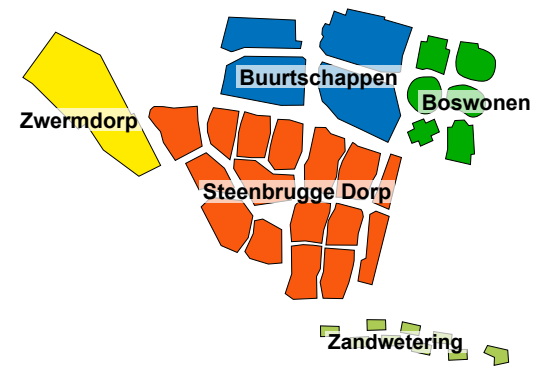 Buurtschappen
Boswonen
Zwermdorp
Steenbrugge Dorp
Zandwetering